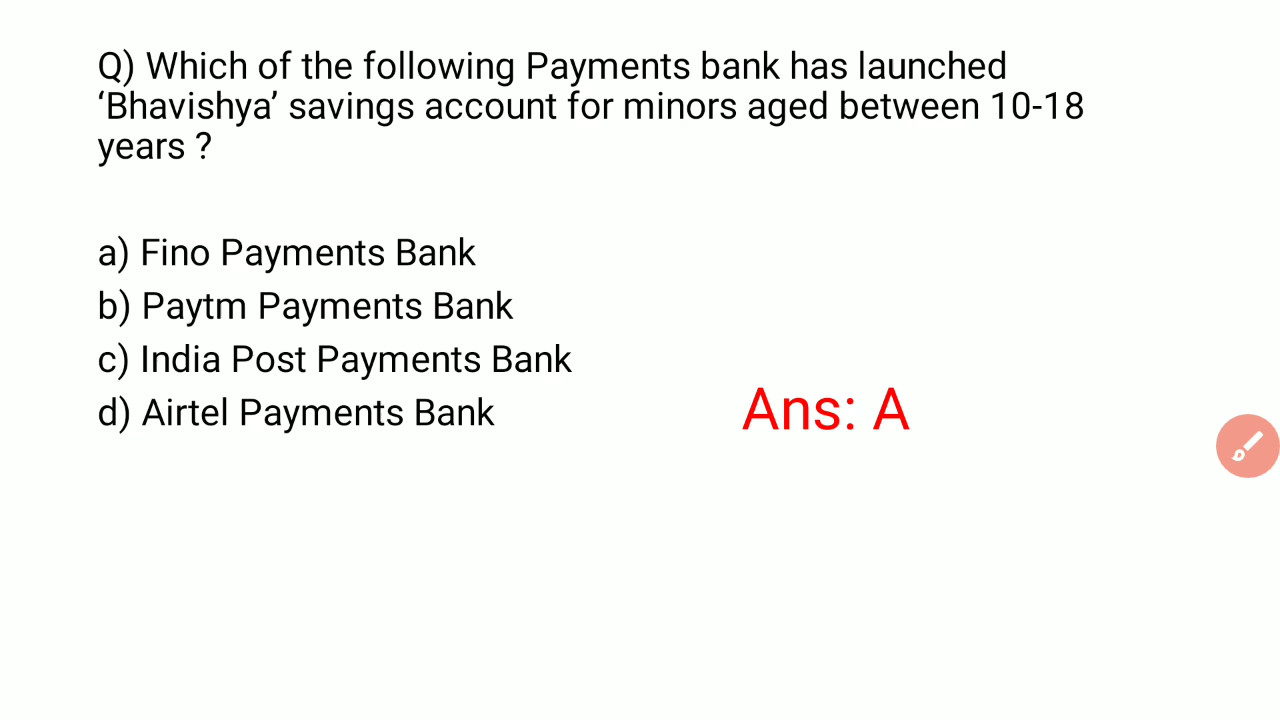 Q) Which of the following Payments bank has launched
‘Bhavishya’ savings account for minors aged between 10-18
years ?
a) Fino Payments Bank
b) Paytm Payments Bank
c) India Post Payments Bank
d) Airtel Payments Bank
Ans: A